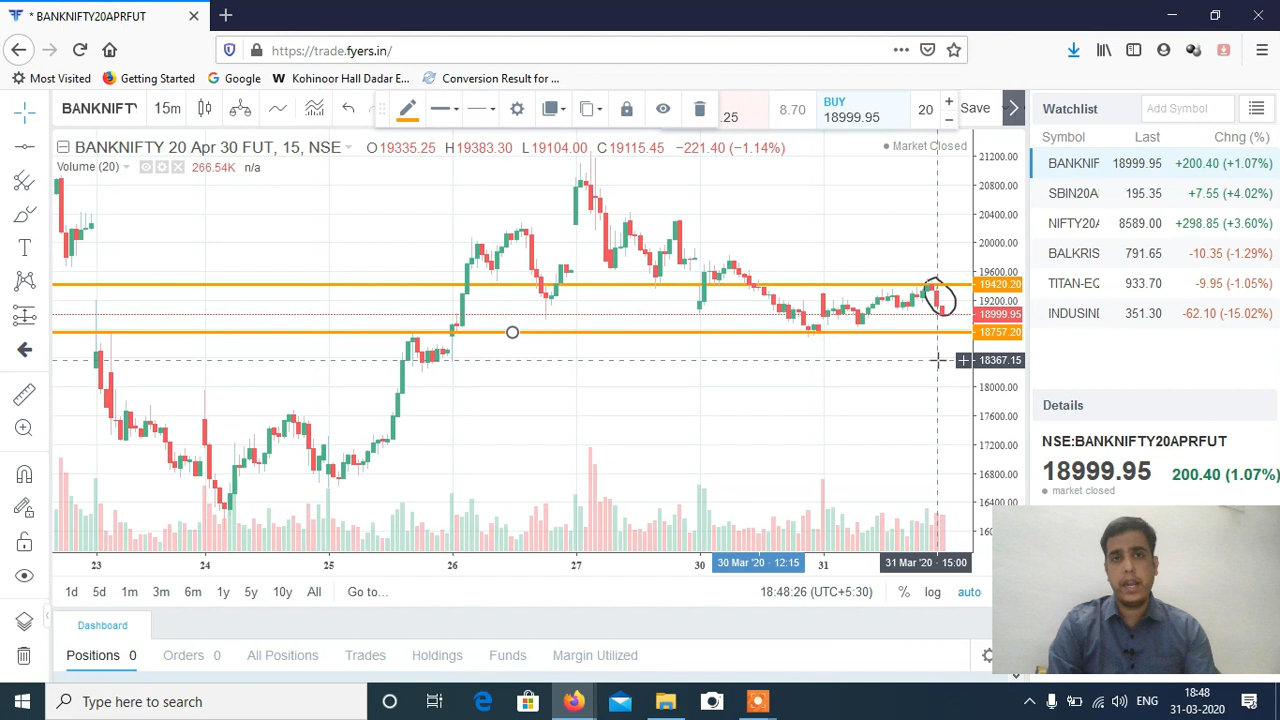 * BANKNIFTY20APRFUT
https://trade.fyers.in/
Most Visited
Getting Started
Google
Kohinoor Hall Dadar E...
Conversion Result for ...
BANKNIFTY
15m
.25
8.70
BUY
18999.95
20
Save
BANKNIFTY 20 Apr 30 FUT, 15, NSE
O19335.25 H19383.30 L19104.00 C19115.45 −221.40 (−1.14%)
Market Closed
Volume (20)
266.54K n/a
21200.00
20800.00
20400.00
20000.00
19600.00
19420.20
19200.00
18999.95
18757.20
18367.15
18000.00
17600.00
17200.00
16800.00
16400.00
23
24
25
26
27
30
30 Mar '20 - 12:15
31
31 Mar '20 - 15:00
1d 5d 1m 3m 6m 1y 5y 10y All Go to...
18:48:26 (UTC+5:30) % log auto
Dashboard
Positions 0 Orders 0 All Positions Trades Holdings Funds Margin Utilized
Watchlist
Add Symbol
Symbol Last Chng (%)
BANKNIF 18999.95 +200.40 (+1.07%)
SBIN20A 195.35 +7.55 (+4.02%)
NIFTY20A 8589.00 +298.85 (+3.60%)
BALKRIS 791.65 -10.35 (-1.29%)
TITAN-EQ 933.70 -9.95 (-1.05%)
INDUSIND 351.30 -62.10 (-15.02%)
Details
NSE:BANKNIFTY20APRFUT
18999.95 200.40 (1.07%)
market closed
Type here to search
ENG
18:48
31-03-2020